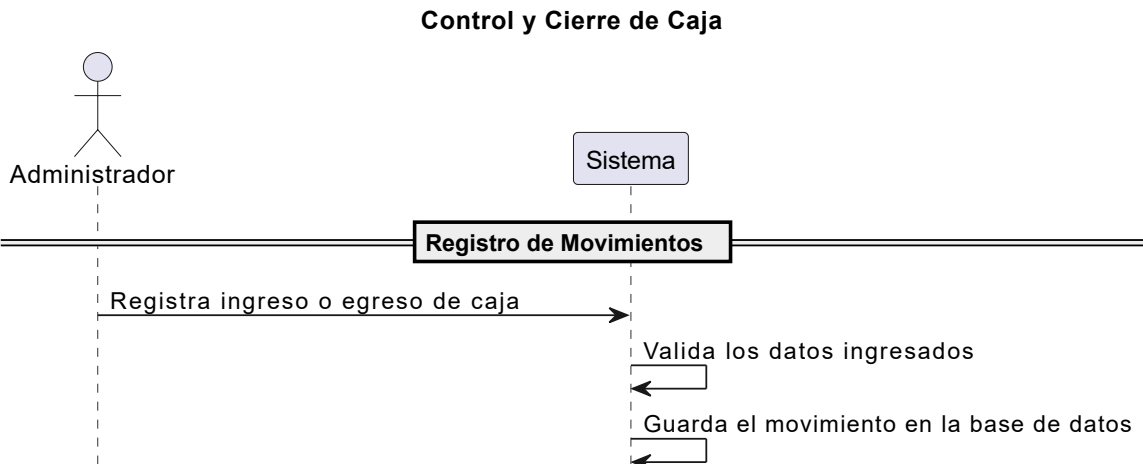 Control y Cierre de Caja
Administrador
Sistema
Registro de Movimientos
Registra ingreso o egreso de caja
Valida los datos ingresados
Guarda el movimiento en la base de datos